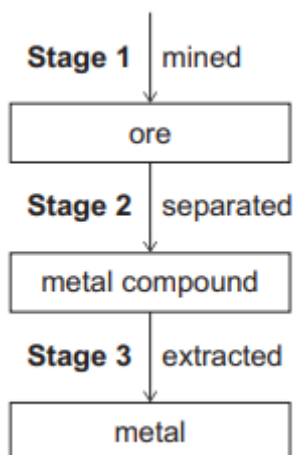 Stage 1 mined
ore
Stage 2 separated
metal compound
Stage 3 extracted
metal